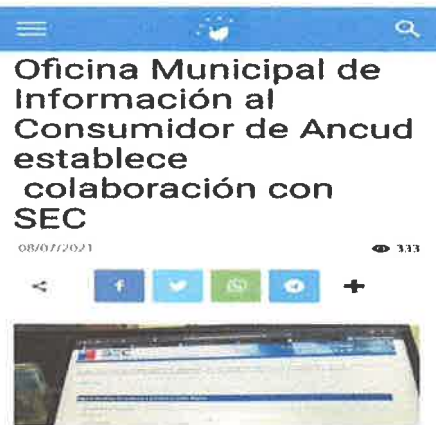 Oficina Municipal de
Información al
Consumidor de Ancud
establece
colaboración con
SEC
08/07/2021
333